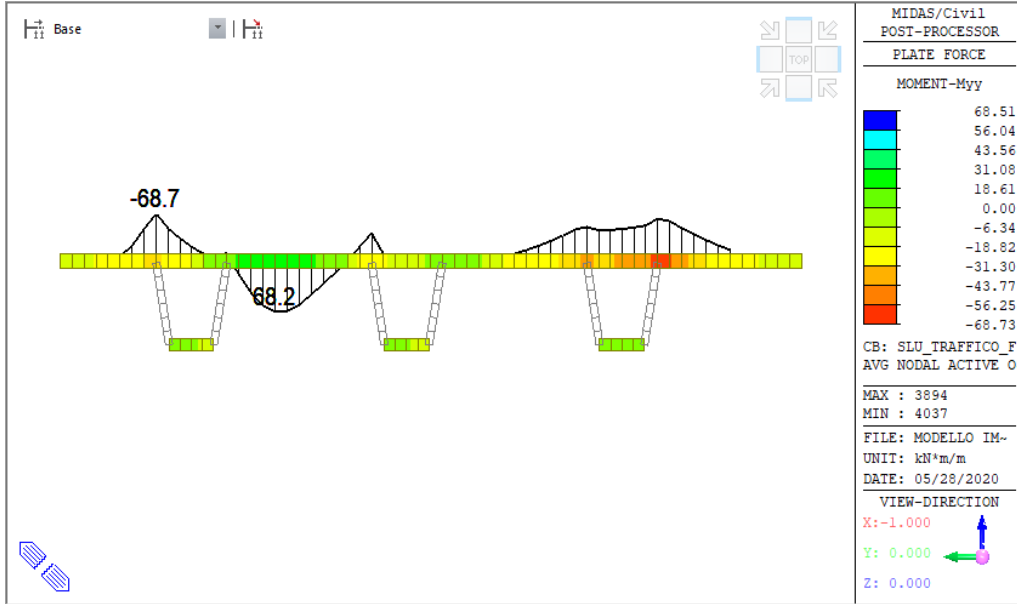 Base
TOP
-68.7
68.2
MIDAS/Civil
POST-PROCESSOR
PLATE FORCE
MOMENT-Myy
68.51
56.04
43.56
31.08
18.61
0.00
-6.34
-18.82
-31.30
-43.77
-56.25
-68.73
CB: SLU_TRAFFICO_F
AVG NODAL ACTIVE O
MAX : 3894
MIN : 4037
FILE: MODELLO IM~
UNIT: kN*m/m
DATE: 05/28/2020
VIEW-DIRECTION
X:-1.000
Y: 0.000
Z: 0.000